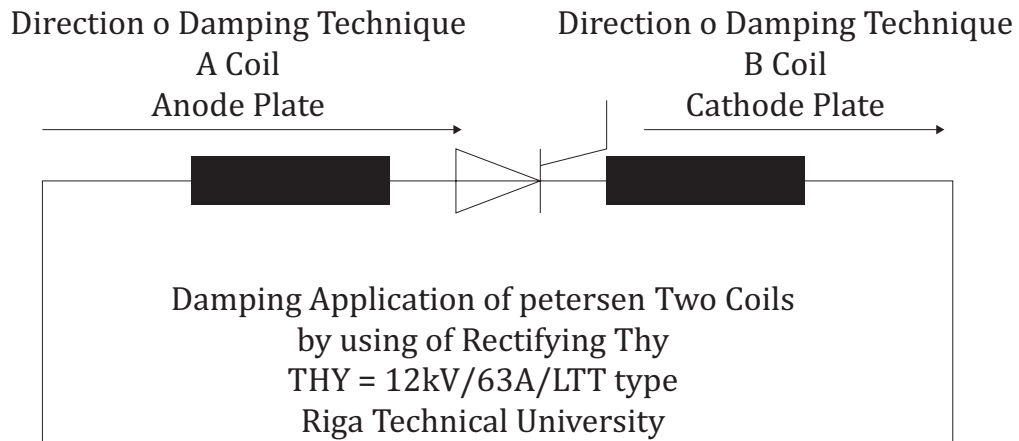 Direction o Damping Technique
A Coil
Anode Plate
Direction o Damping Technique
B Coil
Cathode Plate
Damping Application of petersen Two Coils
by using of Rectifying Thy
THY = 12kV/63A/LTT type
Riga Technical University